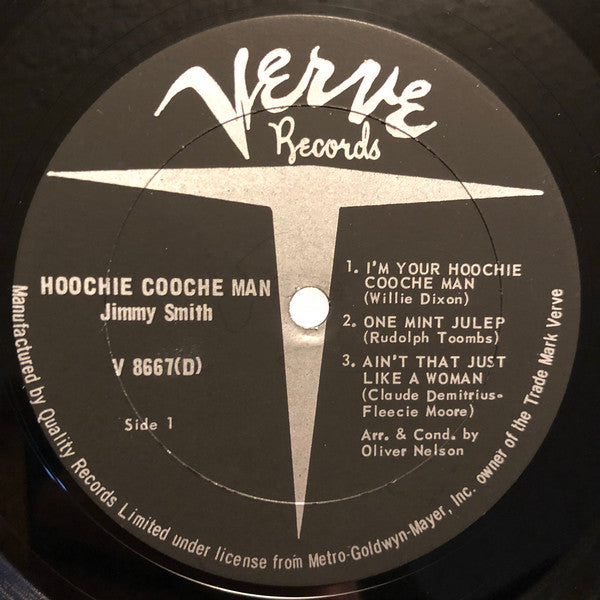 Verve
Records
HOOCHIE COOCHE MAN
Jimmy Smith
V 8667(D)
Side 1
1. I'M YOUR HOOCHIE
COOCHE MAN
(Willie Dixon)
2. ONE MINT JULEP
(Rudolph Toombs)
3. AIN'T THAT JUST
LIKE A WOMAN
(Claude Demitrius-
Fleecie Moore)
Arr. & Cond. by
Oliver Nelson
Manufactured by Quality Records Limited under license from Metro-Goldwyn-Mayer, Inc. owner of the Trade Mark Verve